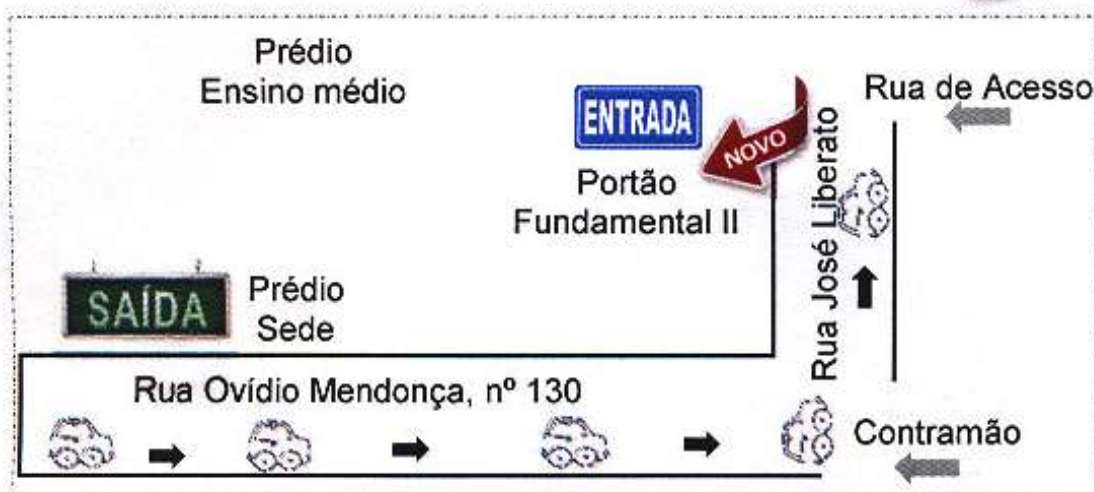 Prédio
Ensino médio
ENTRADA
NOVO
Portão
Fundamental II
Rua de Acesso
Rua José Liberato
SAÍDA
Prédio
Sede
Rua Ovídio Mendonça, nº 130
Contramão